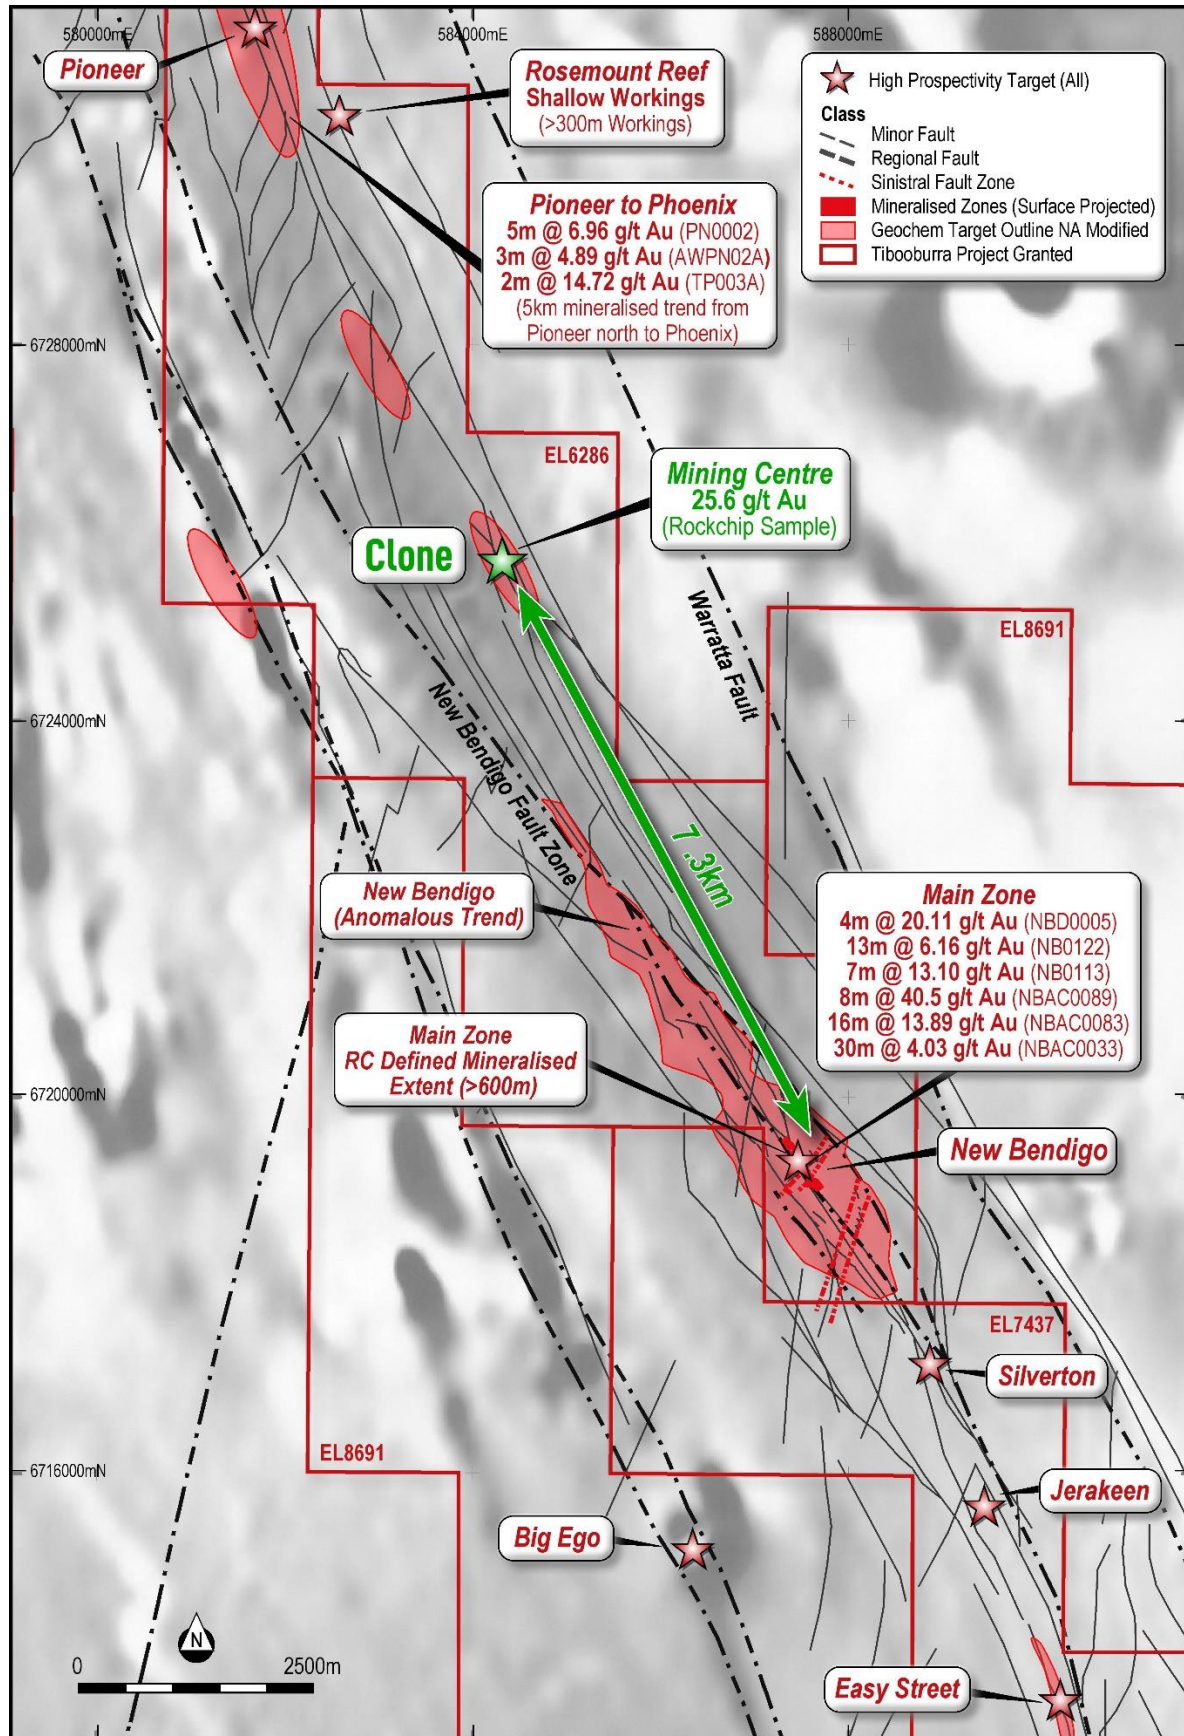 580000mE
584000mE
588000mE
Pioneer
Rosemount Reef
Shallow Workings
(>300m Workings)
High Prospectivity Target (All)
Class
Minor Fault
Regional Fault
Sinistral Fault Zone
Mineralised Zones (Surface Projected)
Geochem Target Outline NA Modified
Tibooburra Project Granted
Pioneer to Phoenix
5m @ 6.96 g/t Au (PN0002)
3m @ 4.89 g/t Au (AWPN02A)
2m @ 14.72 g/t Au (TP003A)
(5km mineralised trend from
Pioneer north to Phoenix)
6728000mN
EL6286
Mining Centre
25.6 g/t Au
(Rockchip Sample)
Clone
Warratta Fault
EL8691
6724000mN
New Bendigo Fault Zone
7.3km
New Bendigo
(Anomalous Trend)
Main Zone
4m @ 20.11 g/t Au (NBD0005)
13m @ 6.16 g/t Au (NB0122)
7m @ 13.10 g/t Au (NB0113)
8m @ 40.5 g/t Au (NBAC0089)
16m @ 13.89 g/t Au (NBAC0083)
30m @ 4.03 g/t Au (NBAC0033)
Main Zone
RC Defined Mineralised
Extent (>600m)
6720000mN
New Bendigo
EL7437
Silverton
EL8691
6716000mN
Jerakeen
Big Ego
N
0
2500m
Easy Street